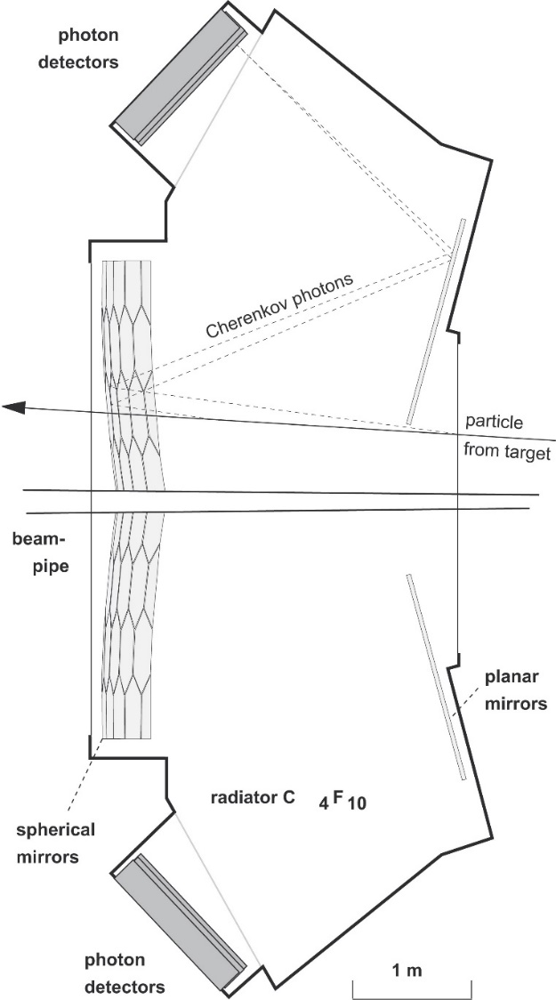 photon
detectors
Cherenkov photons
particle
from target
beam-
pipe
planar
mirrors
radiator C 4 F 10
spherical
mirrors
photon
detectors
1 m